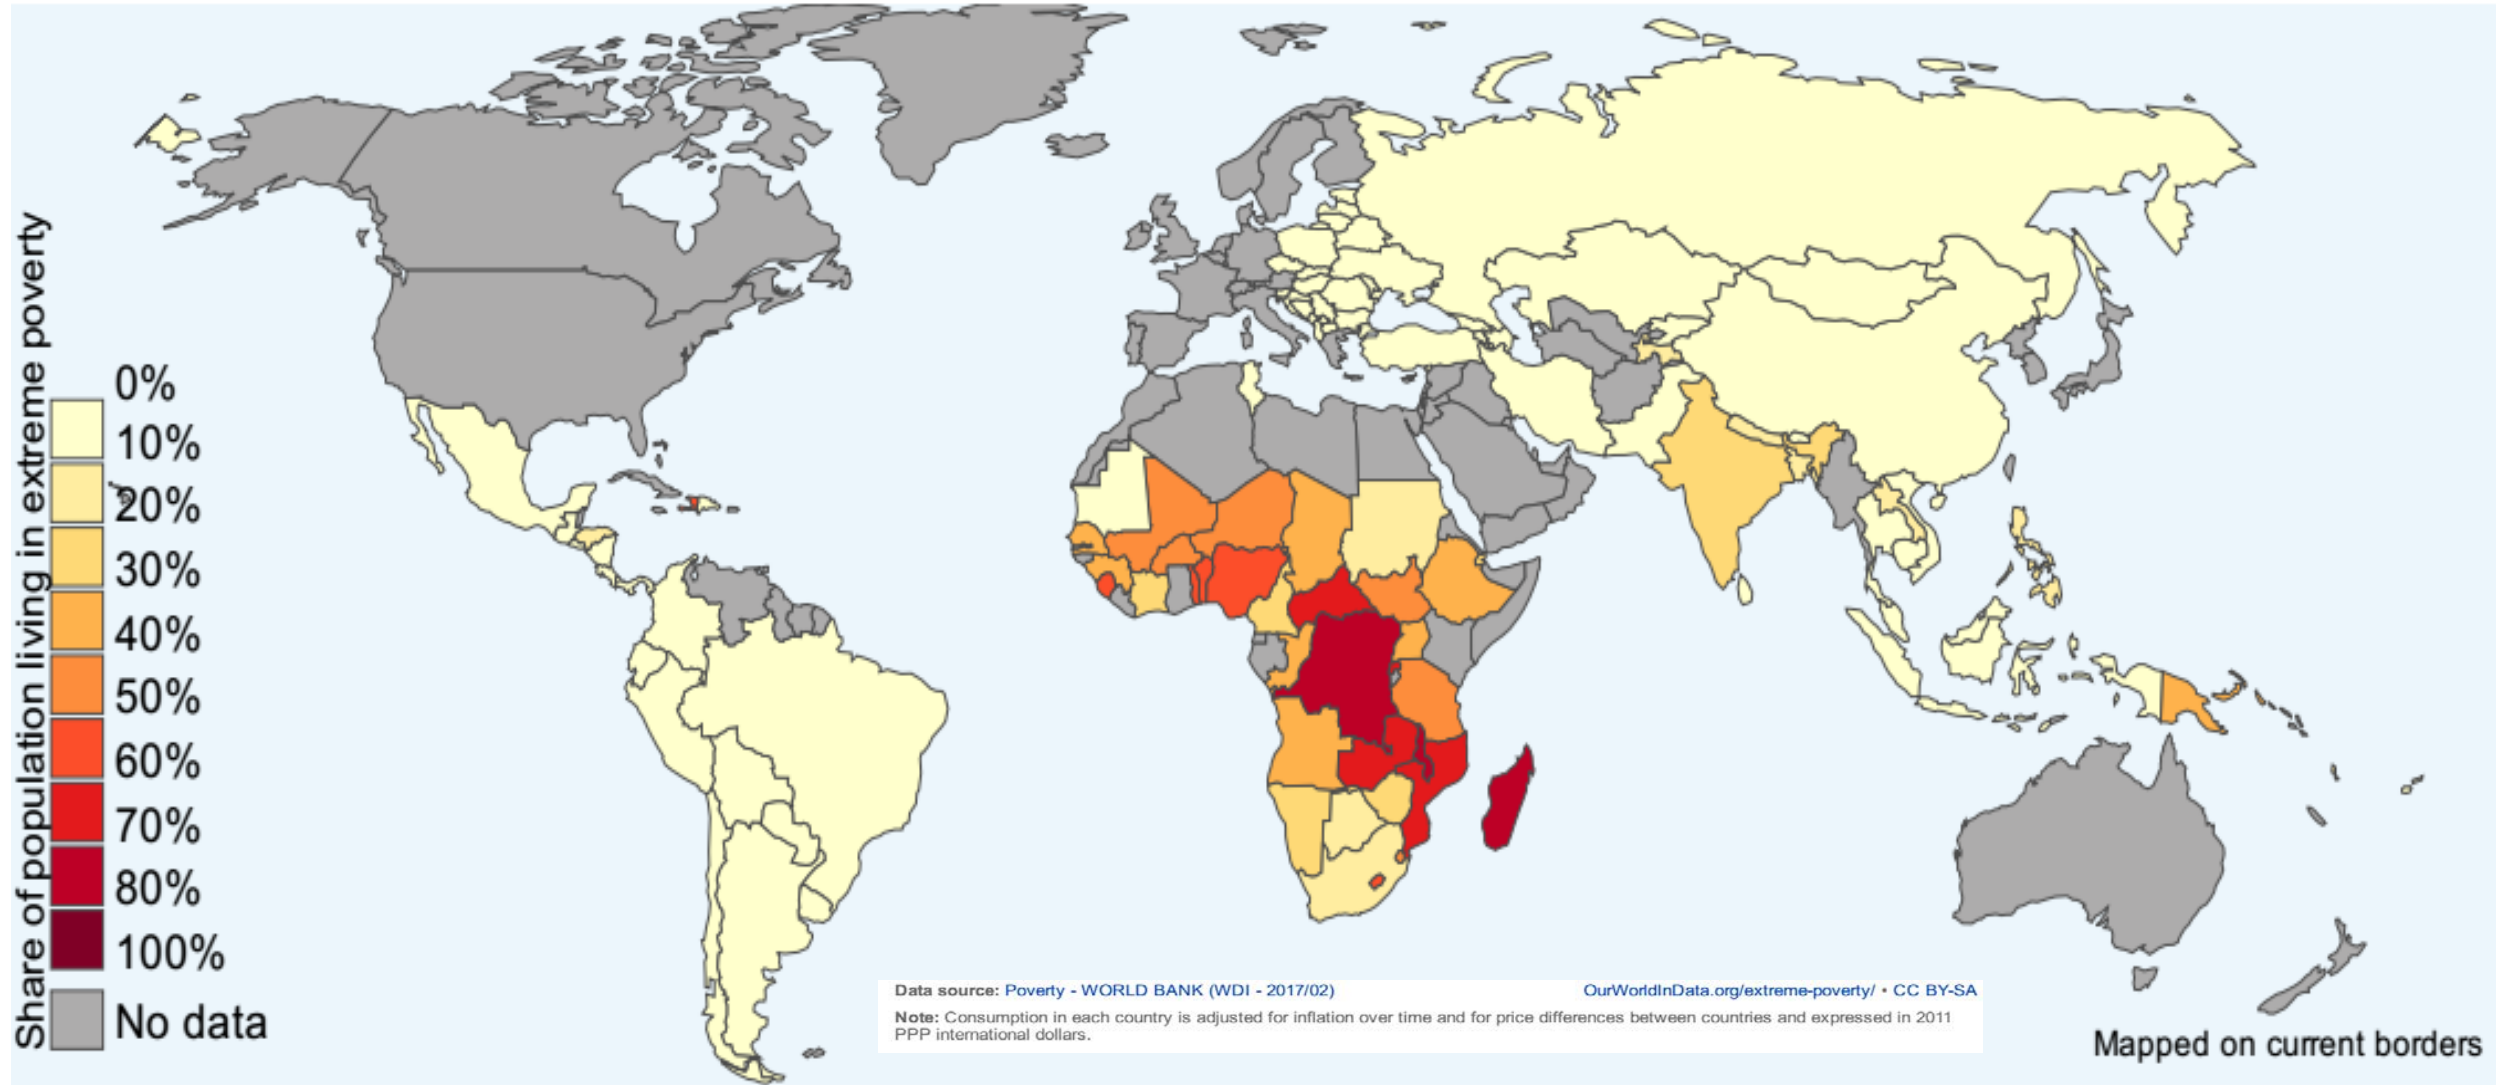 Share of population living in extreme poverty
0%
10%
20%
30%
40%
50%
60%
70%
80%
100%
No data
Data source: Poverty - WORLD BANK (WDI - 2017/02)
OurWorldInData.org/extreme-poverty/ • CC BY-SA
Note: Consumption in each country is adjusted for inflation over time and for price differences between countries and expressed in 2011
PPP international dollars.
Mapped on current borders